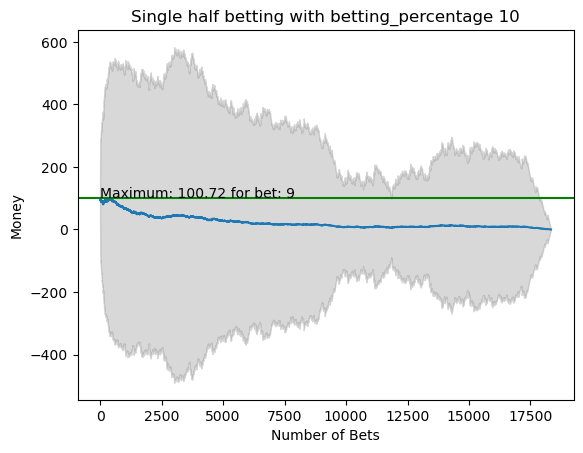 Single half betting with betting_percentage 10
600
400
200
0
−200
−400
Money
Maximum: 100.72 for bet: 9
0 2500 5000 7500 10000 12500 15000 17500
Number of Bets